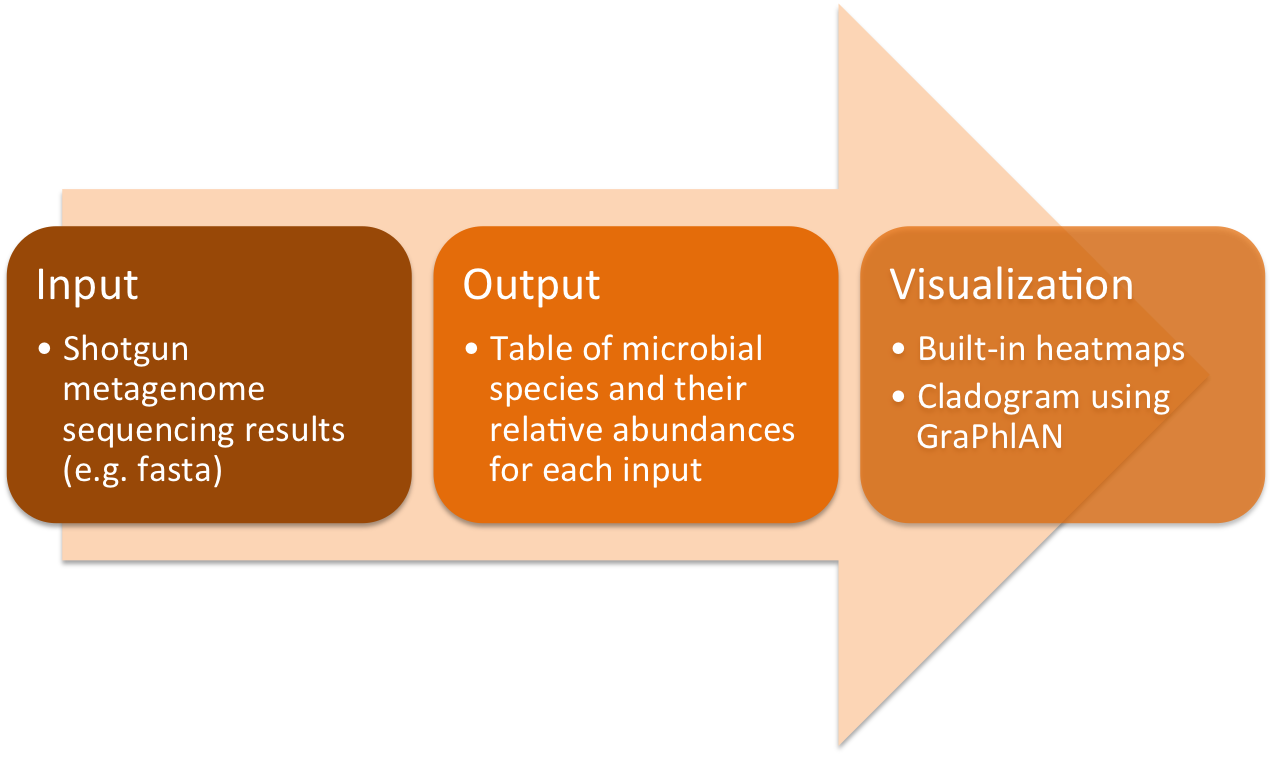 Input
• Shotgun
metagenome
sequencing results
(e.g. fasta)
Output
• Table of microbial
species and their
relative abundances
for each input
Visualization
• Built-in heatmaps
• Cladogram using
GraPhlAN